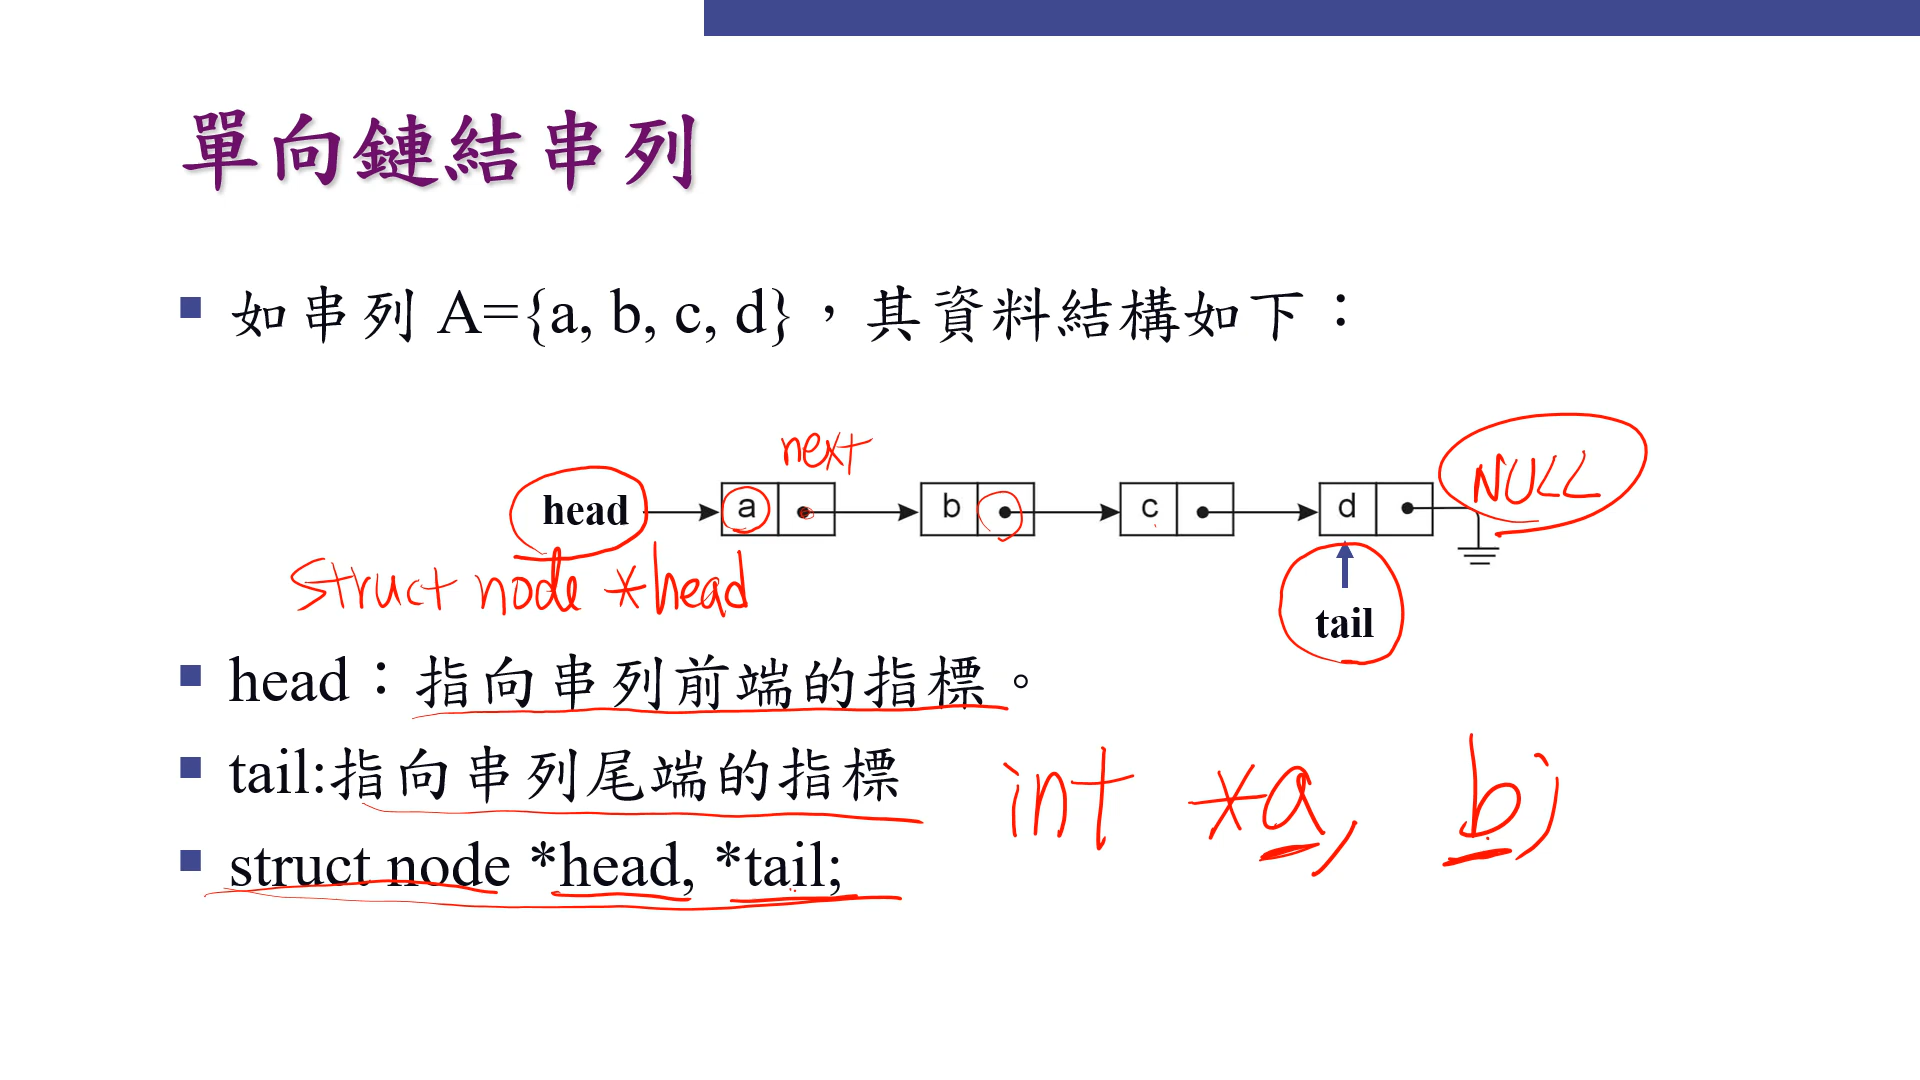 單向鏈結串列
如串列 A={a, b, c, d}，其資料結構如下：
next
NULL
head a b c d
struct node *head
tail
head：指向串列前端的指標。
tail:指向串列尾端的指標
int *a, b;
struct node *head, *tail;